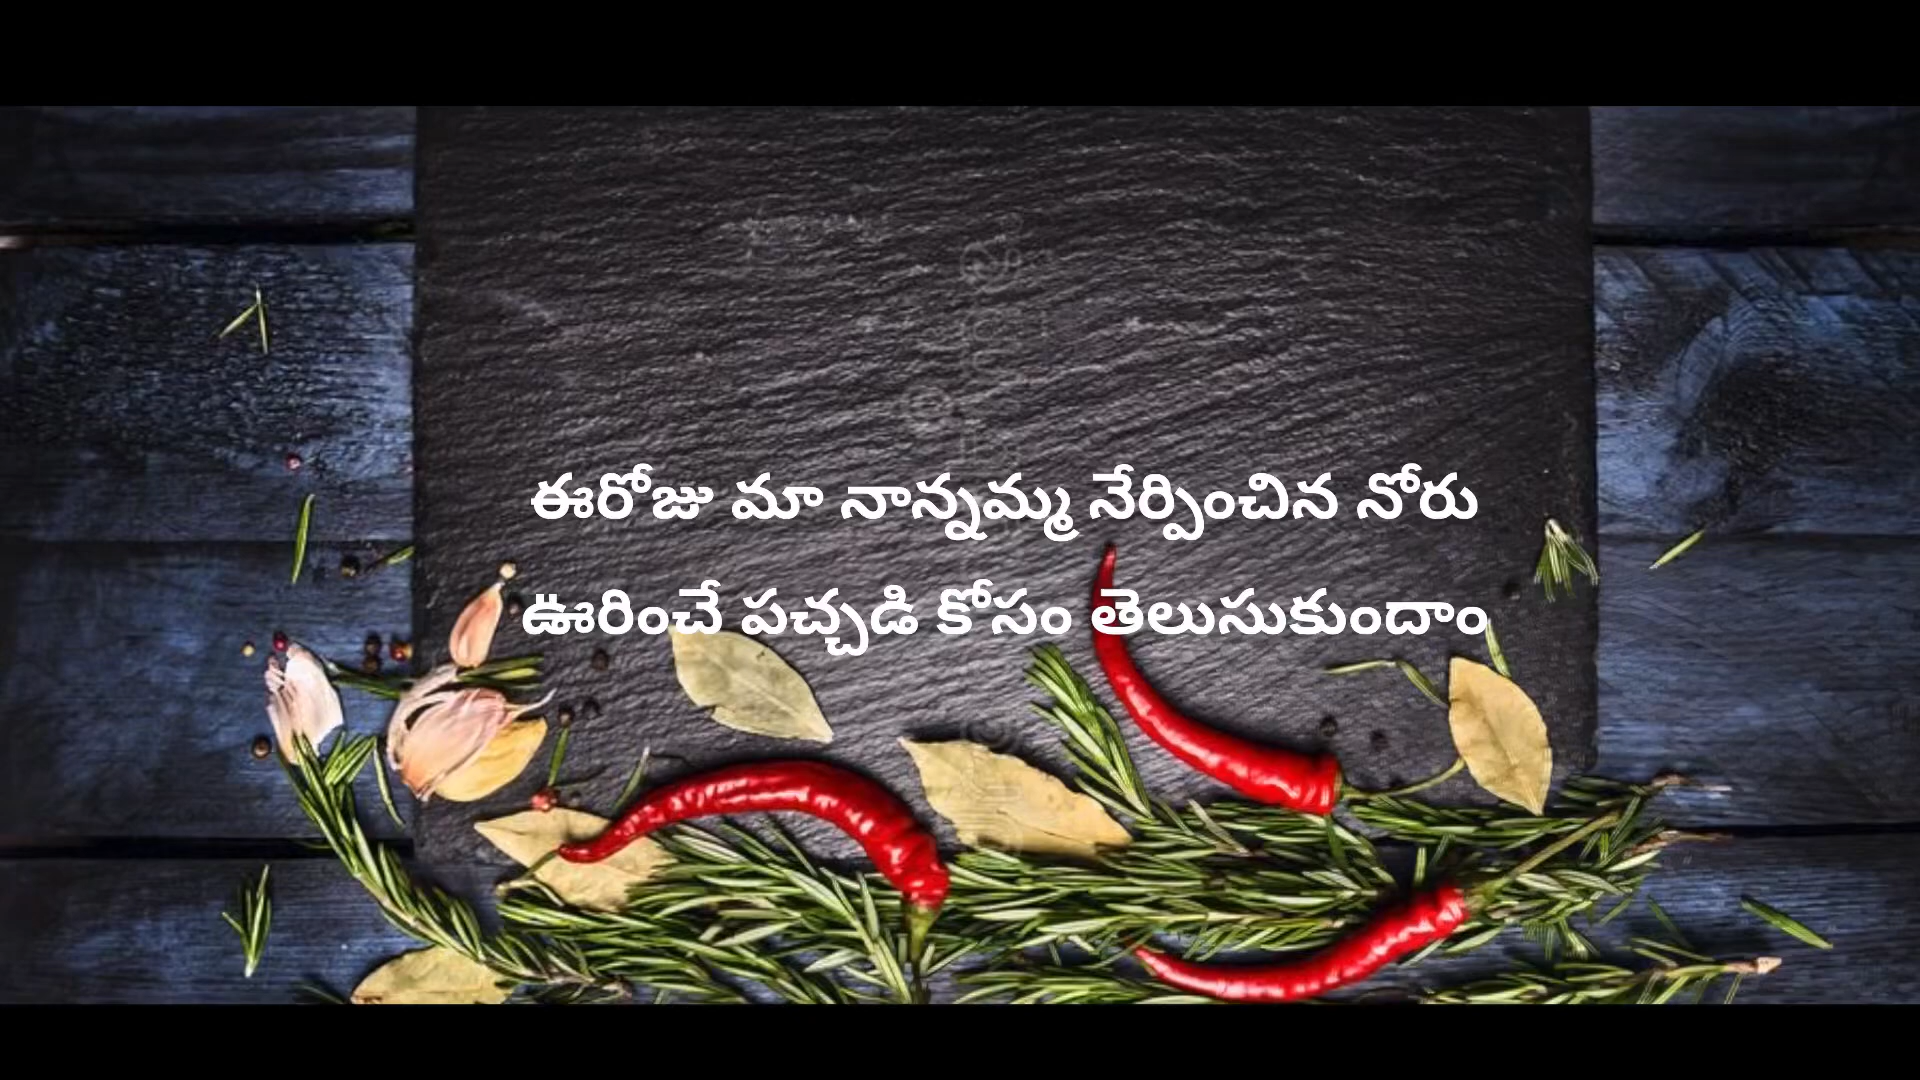 ఈరోజు మా నాన్నమ్మ నేర్పించిన నోరు
ఊరించే పచ్చడి కోసం తెలుసుకుందాం